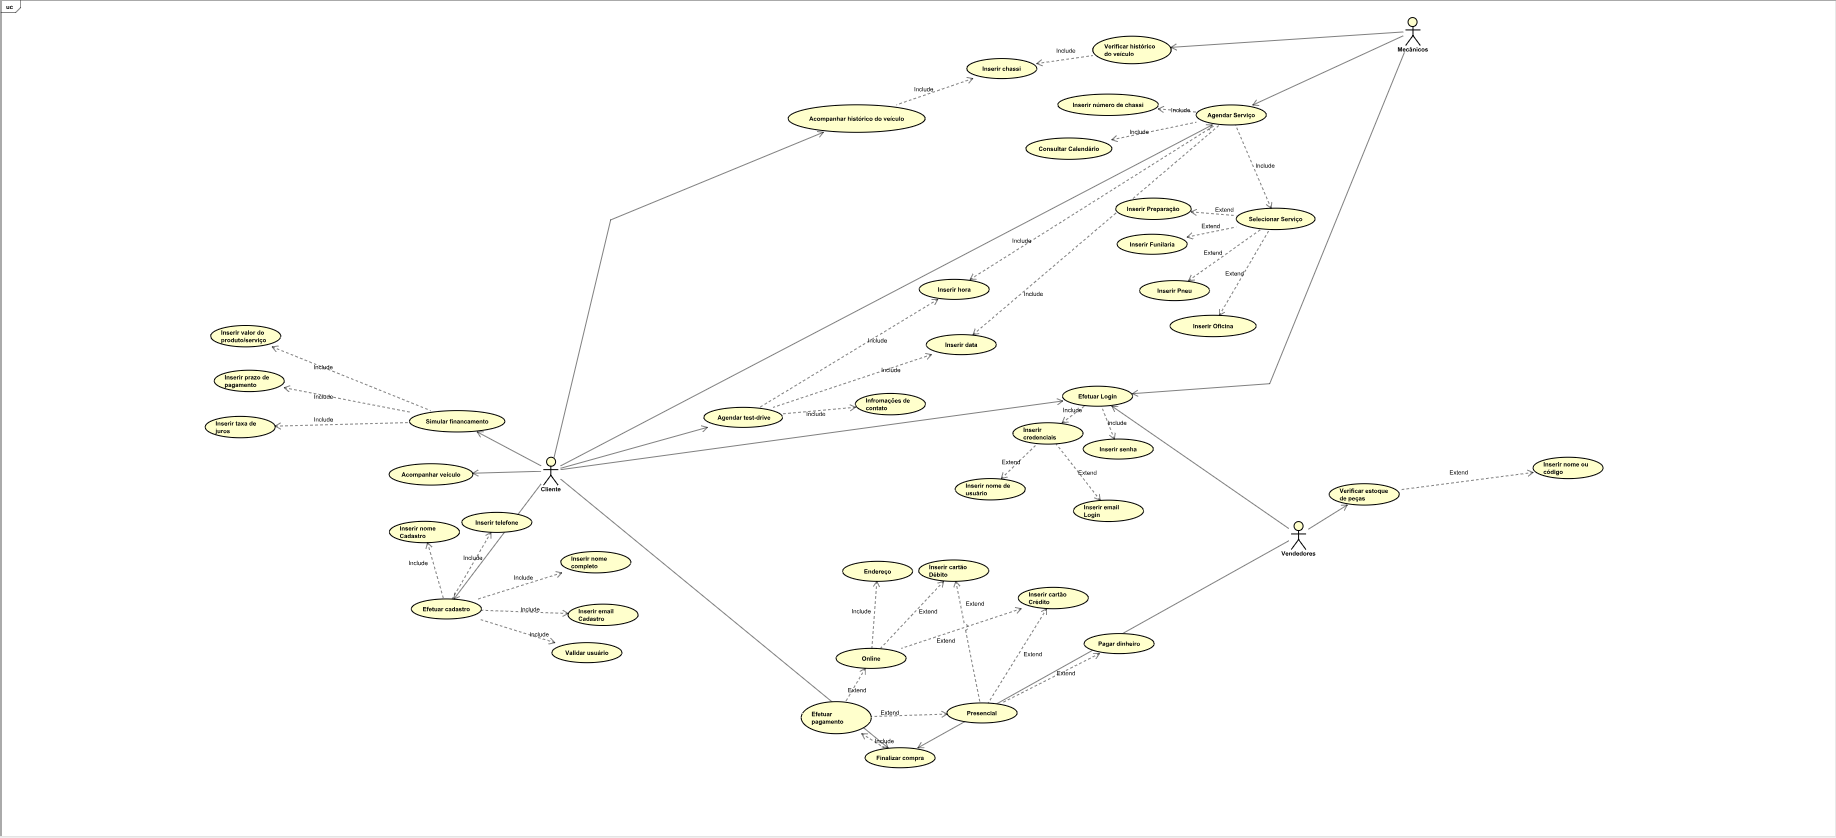 uc
Mecânicos
Verificar histórico
do veículo
Include
Inserir chassi
Include
Acompanhar histórico do veículo
Inserir número de chassi
Include
Agendar Serviço
Include
Consultar Calendário
Include
Inserir Preparação
Extend
Selecionar Serviço
Extend
Inserir Funilaria
Include
Extend
Extend
Inserir Pneu
Inserir hora
Include
Inserir Oficina
Inserir valor do
produto/serviço
Include
Inserir data
Include
Include
Inserir prazo de
pagamento
Include
Efetuar Login
Infromações de
contato
Include
Include
Include
Agendar test-drive
Include
Simular financamento
Inserir taxa de
juros
Inserir
credenciais
Inserir senha
Extend
Extend
Acompanhar veículo
Cliente
Inserir nome de
usuário
Inserir email
Login
Extend
Inserir nome ou
código
Verificar estoque
de peças
Vendedores
Inserir nome
Cadastro
Inserir telefone
Include
Include
Inserir nome
completo
Include
Efetuar cadastro
Include
Inserir email
Cadastro
Include
Validar usuário
Endereço
Inserir cartão
Débito
Inserir cartão
Crédito
Include
Extend
Extend
Extend
Extend
Pagar dinheiro
Online
Extend
Extend
Efetuar
pagamento
Extend
Presencial
Include
Finalizar compra